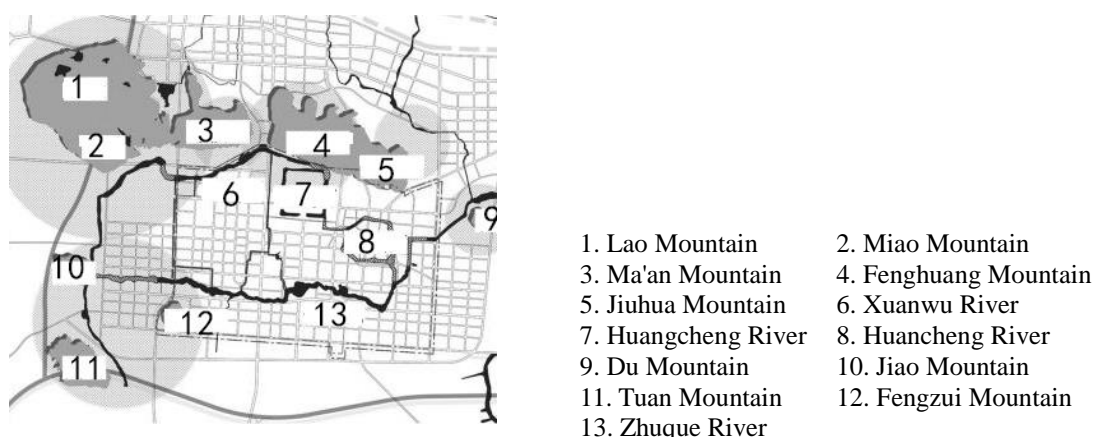 1
2
3
4
5
6
7
8
9
10
11
12
13
1. Lao Mountain 2. Miao Mountain
3. Ma'an Mountain 4. Fenghuang Mountain
5. Jiuhua Mountain 6. Xuanwu River
7. Huangcheng River 8. Huancheng River
9. Du Mountain 10. Jiao Mountain
11. Tuan Mountain 12. Fengzui Mountain
13. Zhuque River